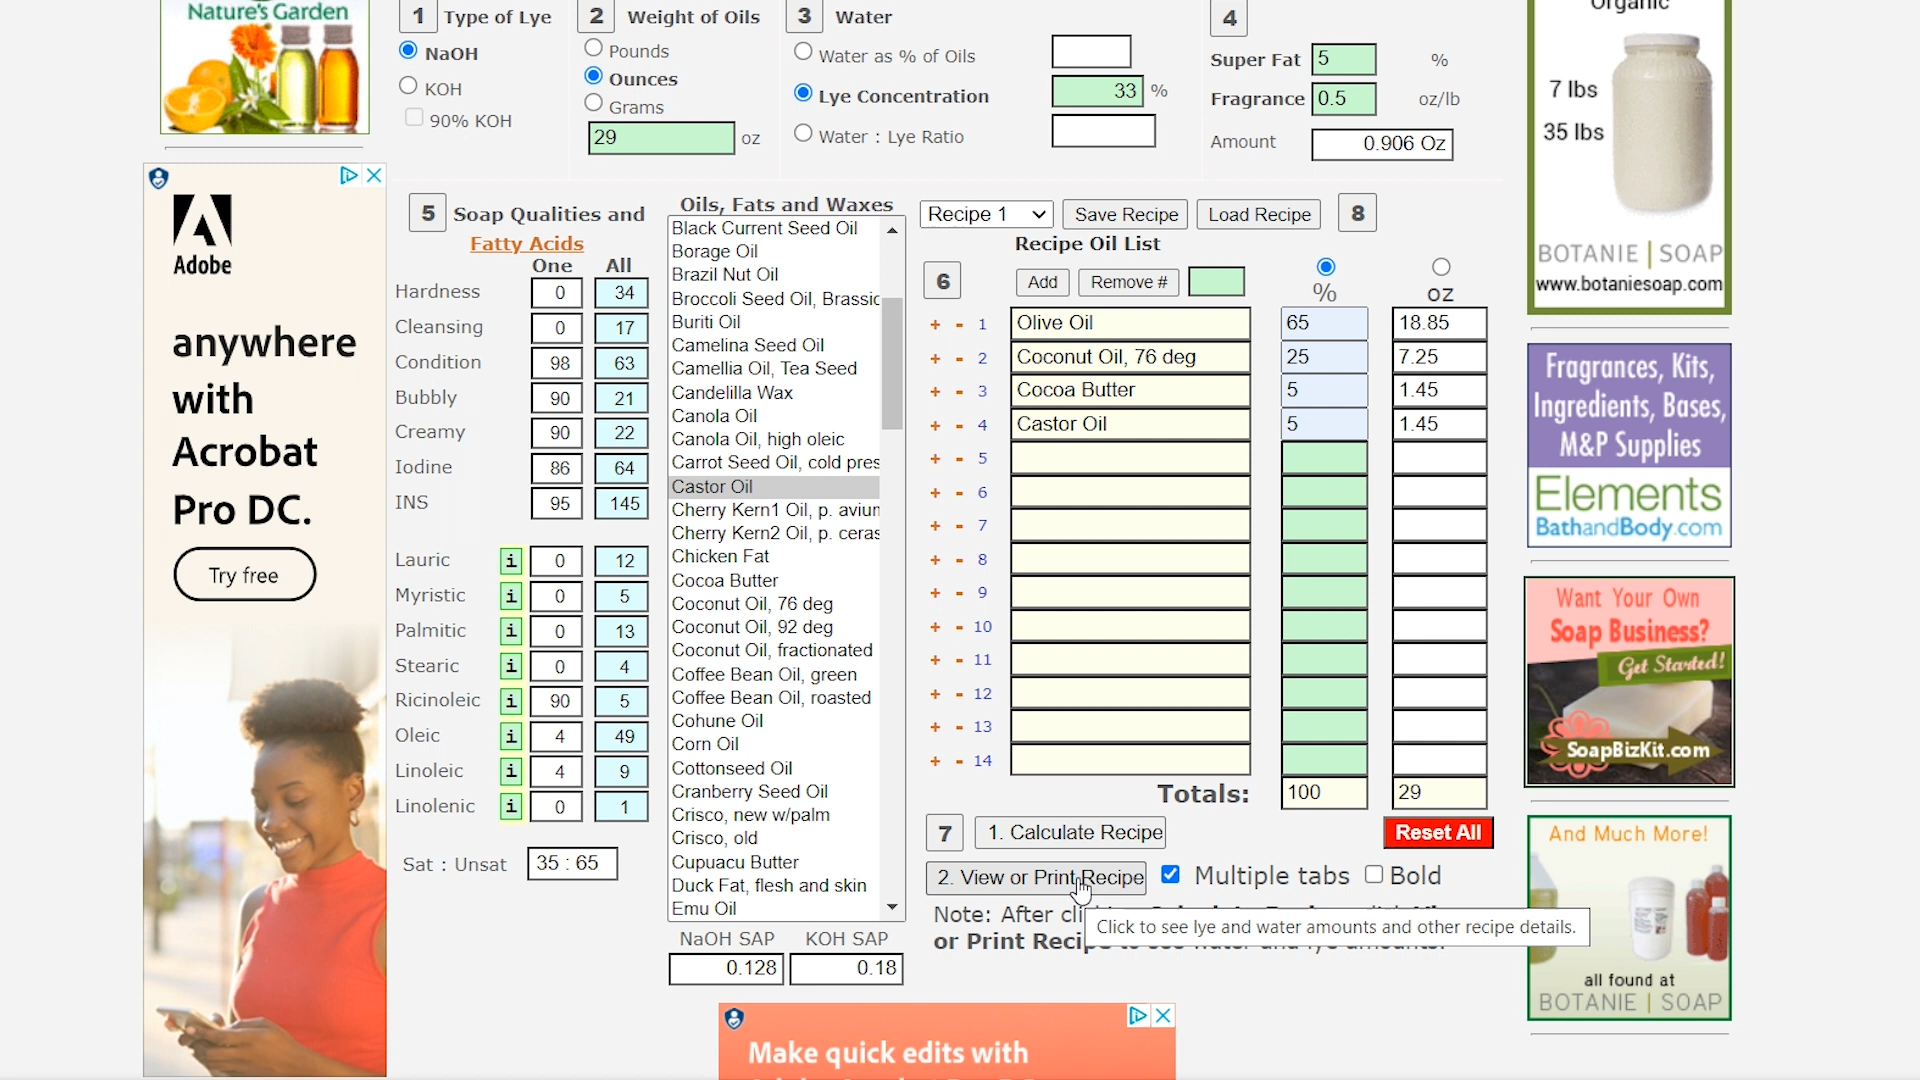 Nature's Garden
1 Type of Lye
NaOH
KOH
90% KOH
2 Weight of Oils
Pounds
Ounces
Grams
29 oz
3 Water
Water as % of Oils
Lye Concentration 33 %
Water : Lye Ratio
4
Super Fat 5 %
Fragrance 0.5 oz/lb
Amount 0.906 Oz
Organic
7 lbs
35 lbs
BOTANIE | SOAP
www.botaniesoap.com
Adobe
anywhere
with
Acrobat
Pro DC.
Try free
5 Soap Qualities and
Fatty Acids
One All
Hardness 0 34
Cleansing 0 17
Condition 98 63
Bubbly 90 21
Creamy 90 22
Iodine 86 64
INS 95 145
Lauric i 0 12
Myristic i 0 5
Palmitic i 0 13
Stearic i 0 4
Ricinoleic i 90 5
Oleic i 4 49
Linoleic i 4 9
Linolenic i 0 1
Sat : Unsat 35 : 65
Oils, Fats and Waxes
Black Current Seed Oil
Borage Oil
Brazil Nut Oil
Broccoli Seed Oil, Brassic
Buriti Oil
Camelina Seed Oil
Camellia Oil, Tea Seed
Candelilla Wax
Canola Oil
Canola Oil, high oleic
Carrot Seed Oil, cold pres
Castor Oil
Cherry Kern1 Oil, p. avium
Cherry Kern2 Oil, p. ceras
Chicken Fat
Cocoa Butter
Coconut Oil, 76 deg
Coconut Oil, 92 deg
Coconut Oil, fractionated
Coffee Bean Oil, green
Coffee Bean Oil, roasted
Cohune Oil
Corn Oil
Cottonseed Oil
Cranberry Seed Oil
Crisco, new w/palm
Crisco, old
Cupuacu Butter
Duck Fat, flesh and skin
Emu Oil
NaOH SAP KOH SAP
0.128 0.18
Recipe 1 Save Recipe Load Recipe 8
Recipe Oil List
6 Add Remove # % oz
+ - 1 Olive Oil 65 18.85
+ - 2 Coconut Oil, 76 deg 25 7.25
+ - 3 Cocoa Butter 5 1.45
+ - 4 Castor Oil 5 1.45
+ - 5
+ - 6
+ - 7
+ - 8
+ - 9
+ - 10
+ - 11
+ - 12
+ - 13
+ - 14
Totals: 100 29
7 1. Calculate Recipe Reset All
2. View or Print Recipe Multiple tabs Bold
Note: After cli
or Print Recip
Click to see lye and water amounts and other recipe details.
Fragrances, Kits,
Ingredients, Bases,
M&P Supplies
Elements
BathandBody.com
Want Your Own
Soap Business?
Get Started!
SoapBizKit.com
And Much More!
all found at
BOTANIE | SOAP
Make quick edits with